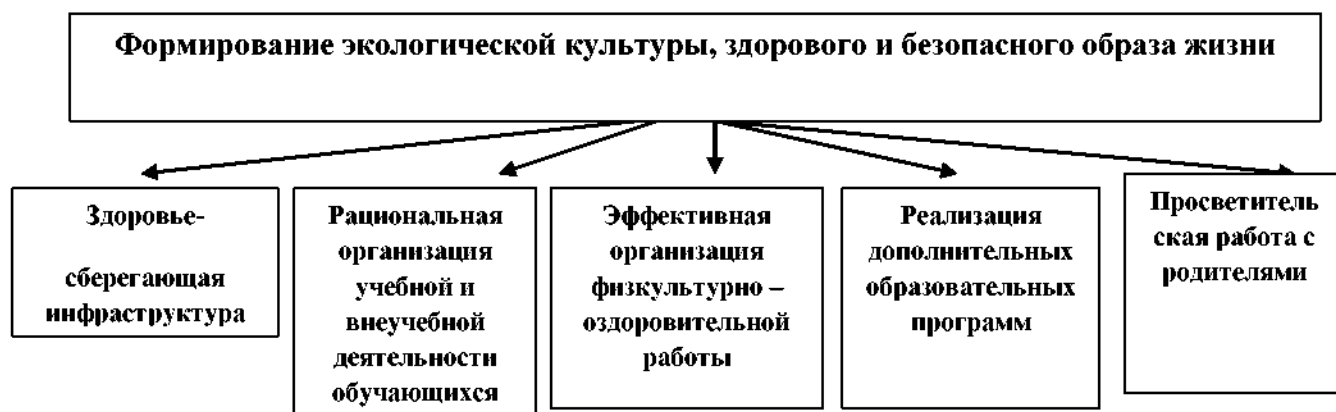 Формирование экологической культуры, здорового и безопасного образа жизни
Здоровье-
сберегающая
инфраструктура
Рациональная
организация
учебной и
внеучебной
деятельности
обучающихся
Эффективная
организация
физкультурно –
оздоровительной
работы
Реализация
дополнительных
образовательных
программ
Просветитель
ская работа с
родителями